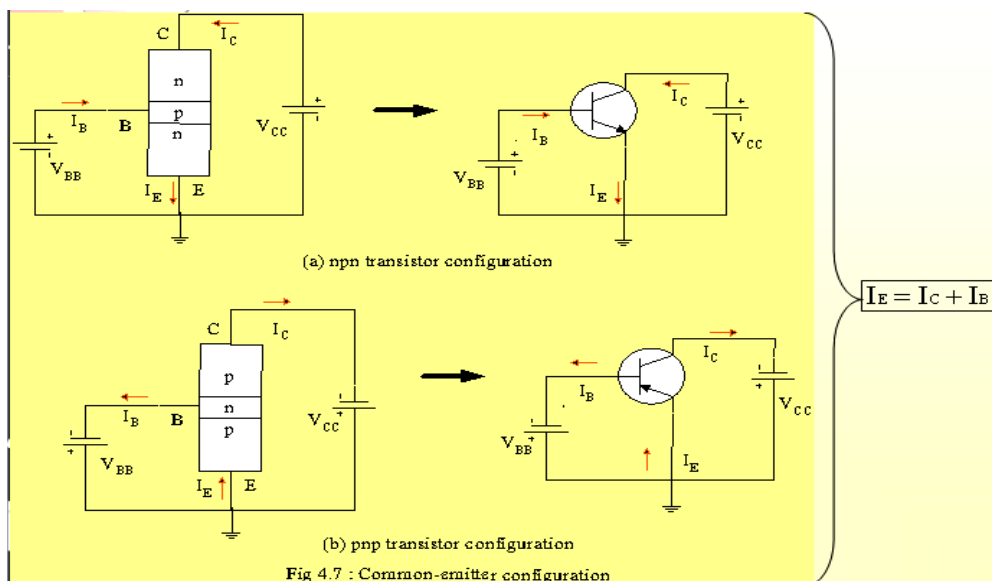 C
I_C
n
p
n
I_B
B
V_BB
V_CC
I_E
E
I_C
I_B
V_BB
V_CC
I_E
(a) npn transistor configuration
I_E = I_C + I_B
C
I_C
p
n
p
I_B
B
V_BB
V_CC
I_E
E
I_C
I_B
V_BB
V_CC
I_E
(b) pnp transistor configuration
Fig 4.7 : Common-emitter configuration